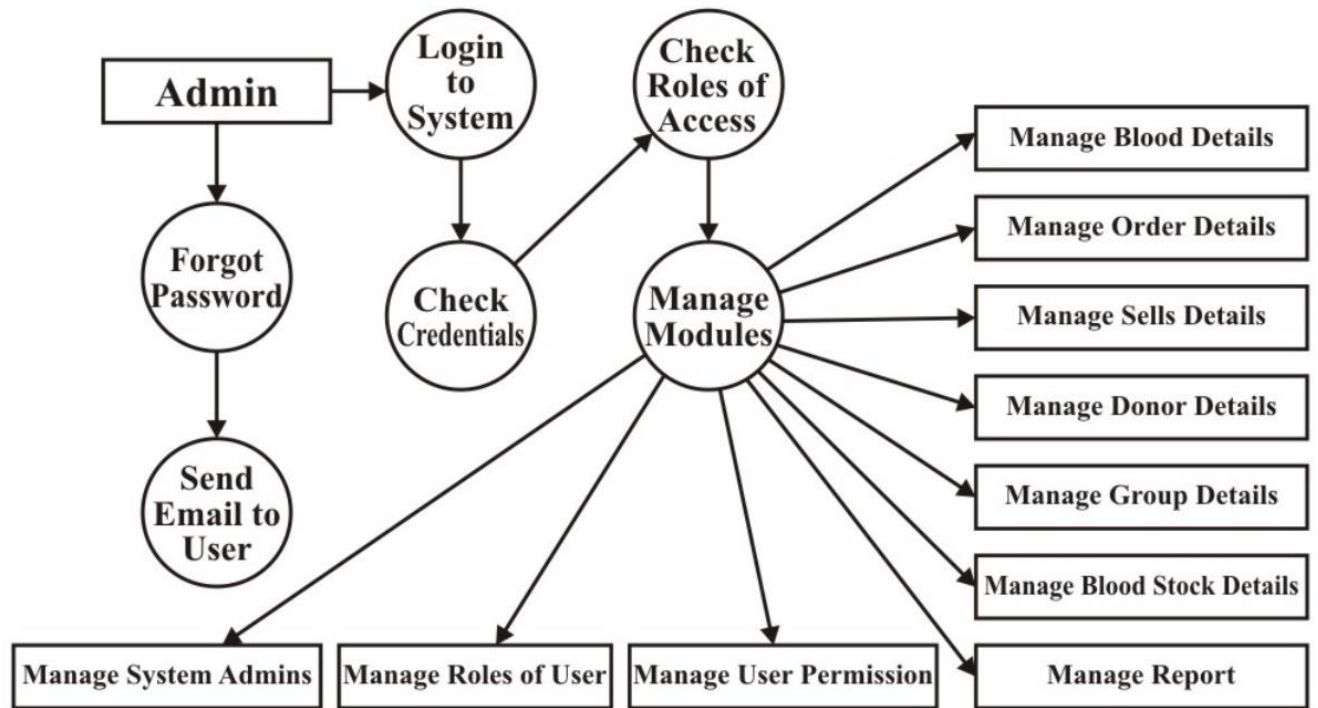 Admin
Login
to
System
Check
Roles of
Access
Forgot
Password
Check
Credentials
Manage
Modules
Send
Email to
User
Manage Blood Details
Manage Order Details
Manage Sells Details
Manage Donor Details
Manage Group Details
Manage Blood Stock Details
Manage System Admins
Manage Roles of User
Manage User Permission
Manage Report